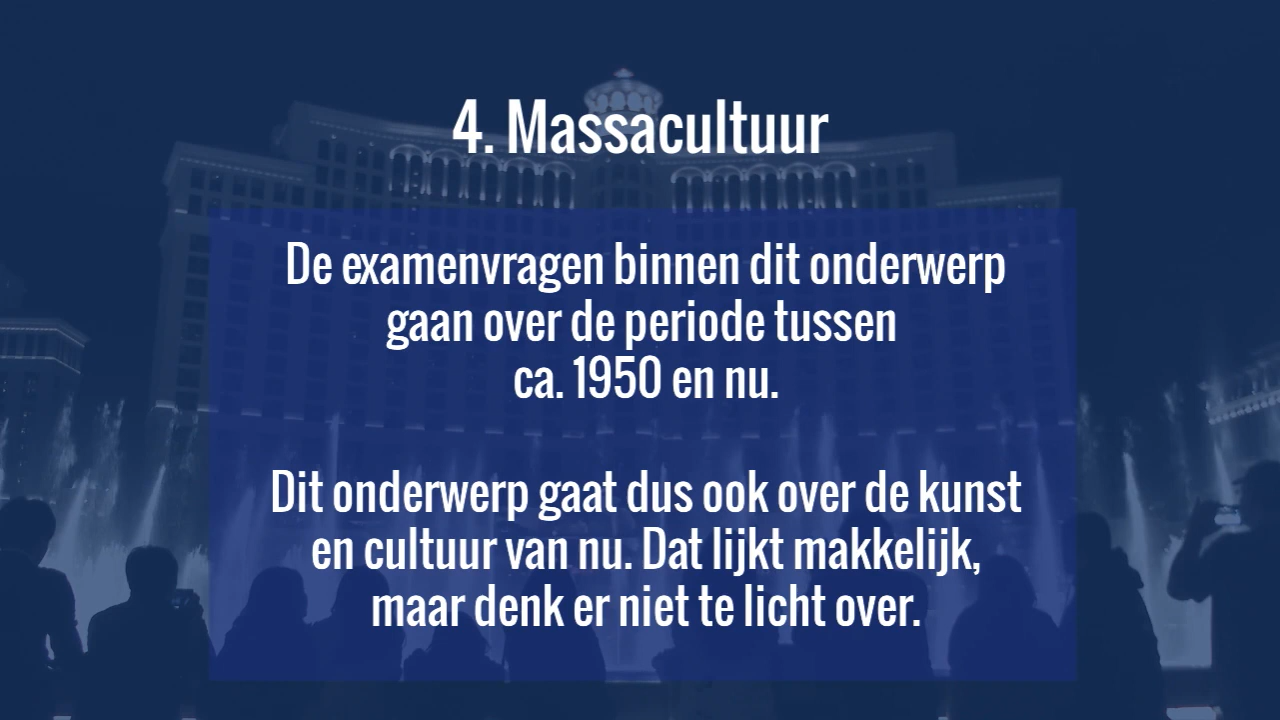 4. Massacultuur
De examenvragen binnen dit onderwerp
gaan over de periode tussen
ca. 1950 en nu.
Dit onderwerp gaat dus ook over de kunst
en cultuur van nu. Dat lijkt makkelijk,
maar denk er niet te licht over.